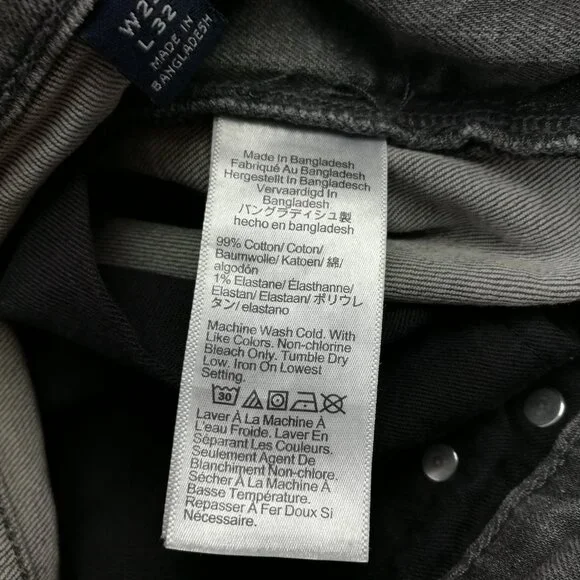 W2
L 32
MADE IN
BANGLADESH
Made In Bangladesh
Fabriqué Au Bangladesh
Hergestellt In Bangladesch
Vervaardigd In
Bangladesh
バングラディシュ製
hecho en bangladesh
99% Cotton/ Coton/
Baumwolle/ Katoen/ 綿/
algodón
1% Elastane/ Élasthanne/
Elastan/ Elastaan/ ポリウレ
タン/ elastano
Machine Wash Cold. With
Like Colors. Non-chlorine
Bleach Only. Tumble Dry
Low. Iron On Lowest
Setting.
30
Laver À La Machine À
L'eau Froide. Laver En
Séparant Les Couleurs.
Seulement Agent De
Blanchiment Non-chlore.
Sécher À La Machine À
Basse Température.
Repasser À Fer Doux Si
Nécessaire.